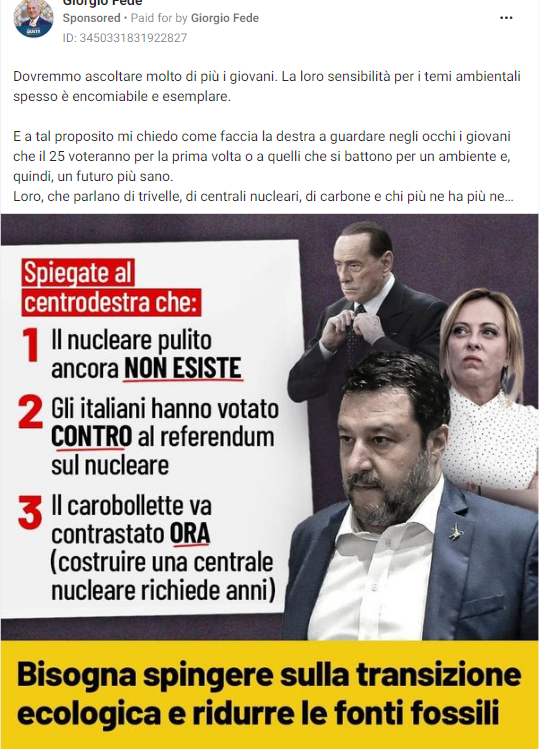 Giorgio Fede
Sponsored • Paid for by Giorgio Fede
ID: 3450331831922827
Dovremmo ascoltare molto di più i giovani. La loro sensibilità per i temi ambientali
spesso è encomiabile e esemplare.
E a tal proposito mi chiedo come faccia la destra a guardare negli occhi i giovani
che il 25 voteranno per la prima volta o a quelli che si battono per un ambiente e,
quindi, un futuro più sano.
Loro, che parlano di trivelle, di centrali nucleari, di carbone e chi più ne ha più ne...
Spiegate al
centrodestra che:
1 Il nucleare pulito
ancora NON ESISTE
2 Gli italiani hanno votato
CONTRO al referendum
sul nucleare
3 Il carobollette va
contrastato ORA
(costruire una centrale
nucleare richiede anni)
Bisogna spingere sulla transizione
ecologica e ridurre le fonti fossili